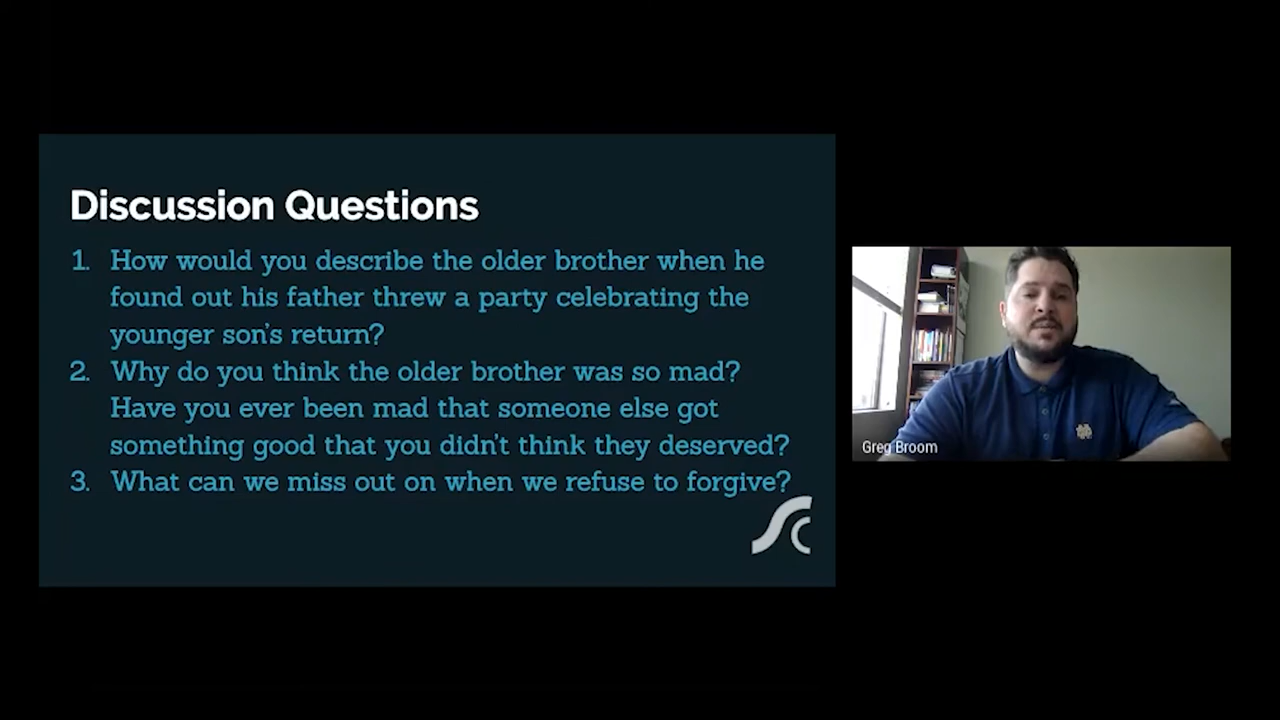 Discussion Questions
1. How would you describe the older brother when he
found out his father threw a party celebrating the
younger son's return?
2. Why do you think the older brother was so mad?
Have you ever been mad that someone else got
something good that you didn't think they deserved?
3. What can we miss out on when we refuse to forgive?
SC
Greg Broom